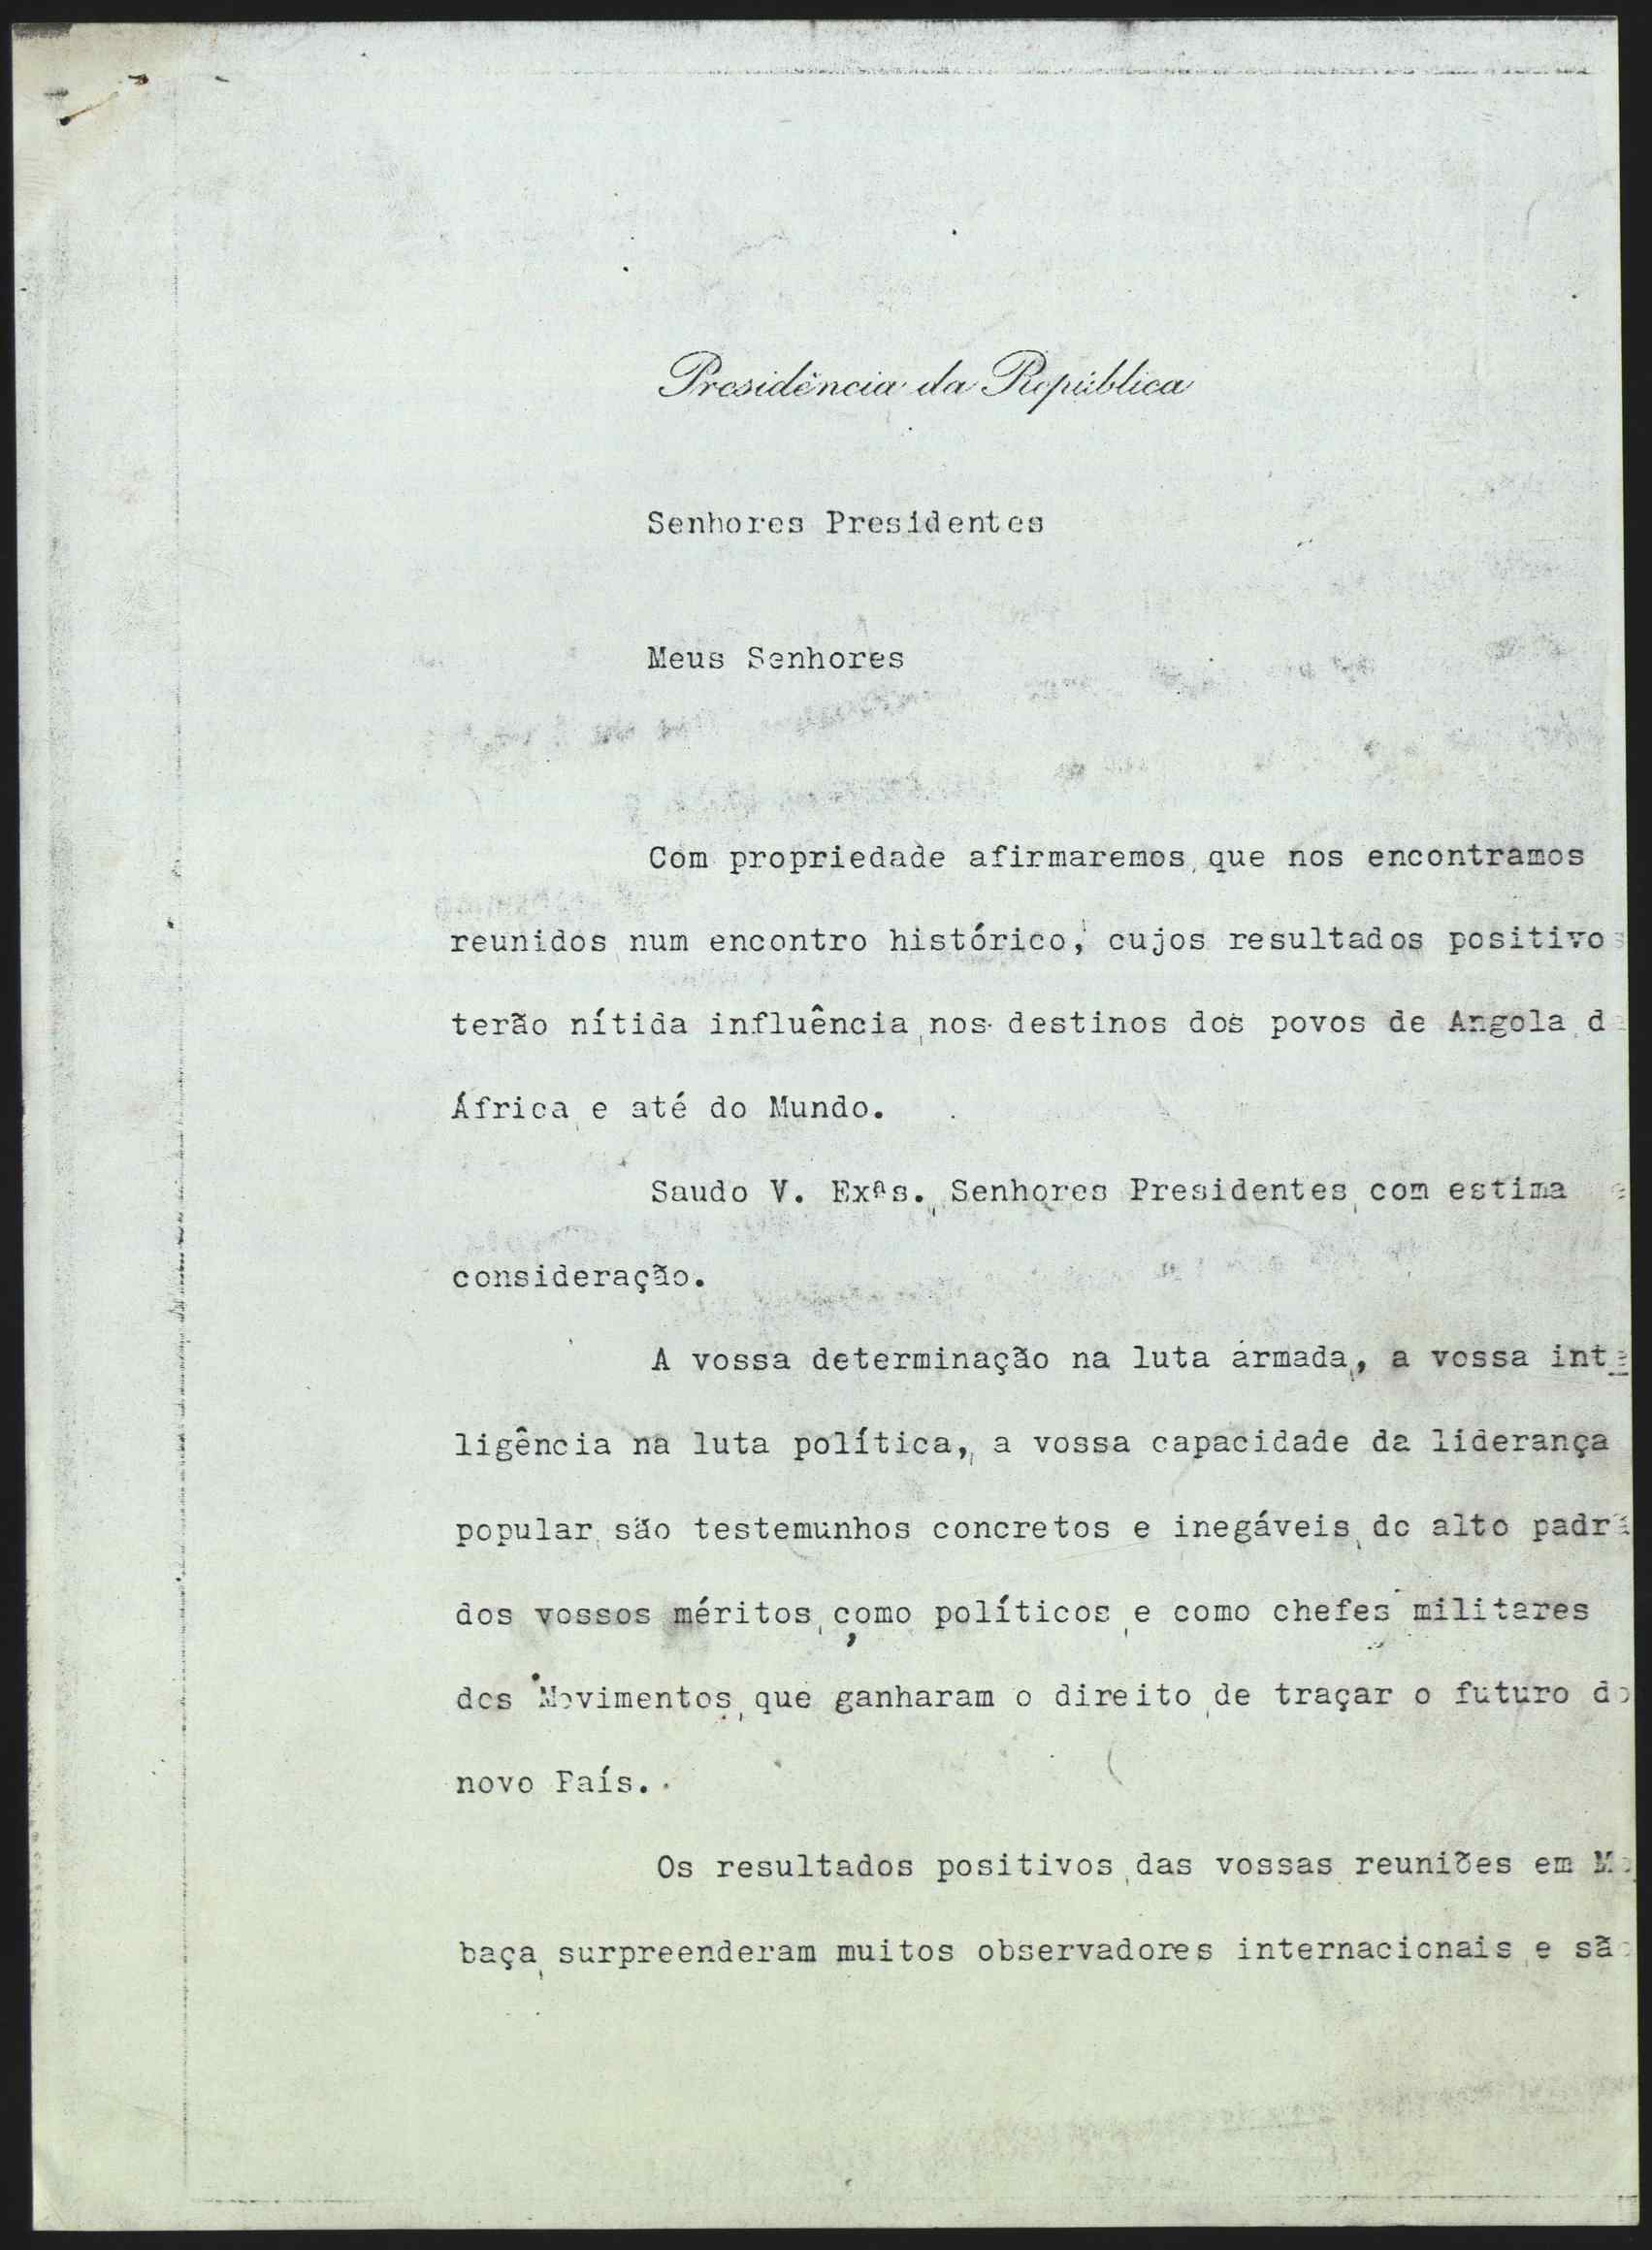 Presidência da República
Senhores Presidentes
Meus Senhores
Com propriedade afirmaremos, que nos encontramos
reunidos, num encontro histórico, cujos resultados positivos
terão nítida influência, nos destinos dos povos de Angola, d
África, e até do Mundo.
Saudo V. Exªs., Senhores Presidentes, com estima e
consideração.
A vossa determinação na luta armada, a vossa inte
ligência na luta política, a vossa capacidade da liderança
popular, são testemunhos concretos e inegáveis, do alto padrã
dos vossos méritos, como políticos, e como chefes militares
dos Movimentos, que ganharam o direito, de traçar o futuro do
novo País.
Os resultados positivos, das vossas reuniões em Mo
baça, surpreenderam muitos observadores internacionais, e são